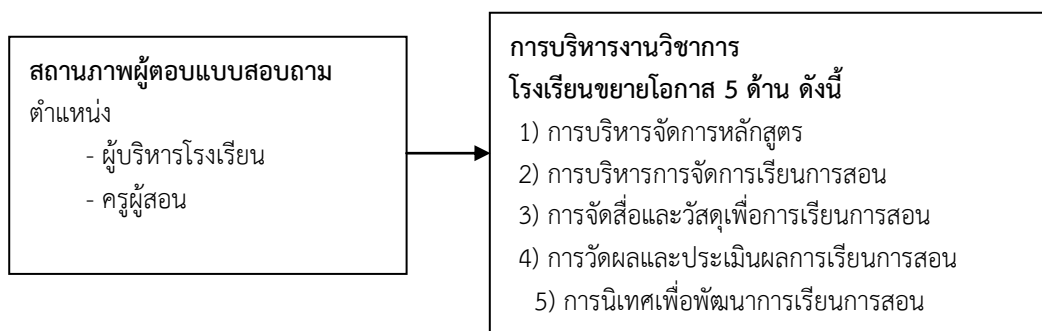 สถานภาพผู้ตอบแบบสอบถาม
ตำแหน่ง
- ผู้บริหารโรงเรียน
- ครูผู้สอน
การบริหารงานวิชาการ
โรงเรียนขยายโอกาส 5 ด้าน ดังนี้
1) การบริหารจัดการหลักสูตร
2) การบริหารการจัดการเรียนการสอน
3) การจัดสื่อและวัสดุเพื่อการเรียนการสอน
4) การวัดผลและประเมินผลการเรียนการสอน
5) การนิเทศเพื่อพัฒนาการเรียนการสอน